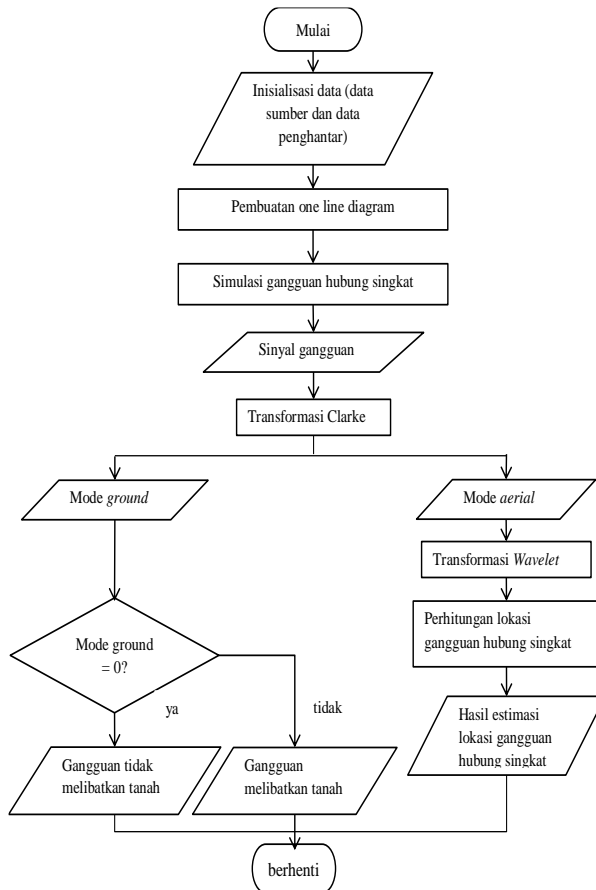 Mulai
Inisialisasi data (data
sumber dan data
penghantar)
Pembuatan one line diagram
Simulasi gangguan hubung singkat
Sinyal gangguan
Transformasi Clarke
Mode ground
Mode aerial
Transformasi Wavelet
Perhitungan lokasi
gangguan hubung singkat
Mode ground
= 0?
ya
tidak
Hasil estimasi
lokasi gangguan
hubung singkat
Gangguan tidak
melibatkan tanah
Gangguan
melibatkan tanah
berhenti